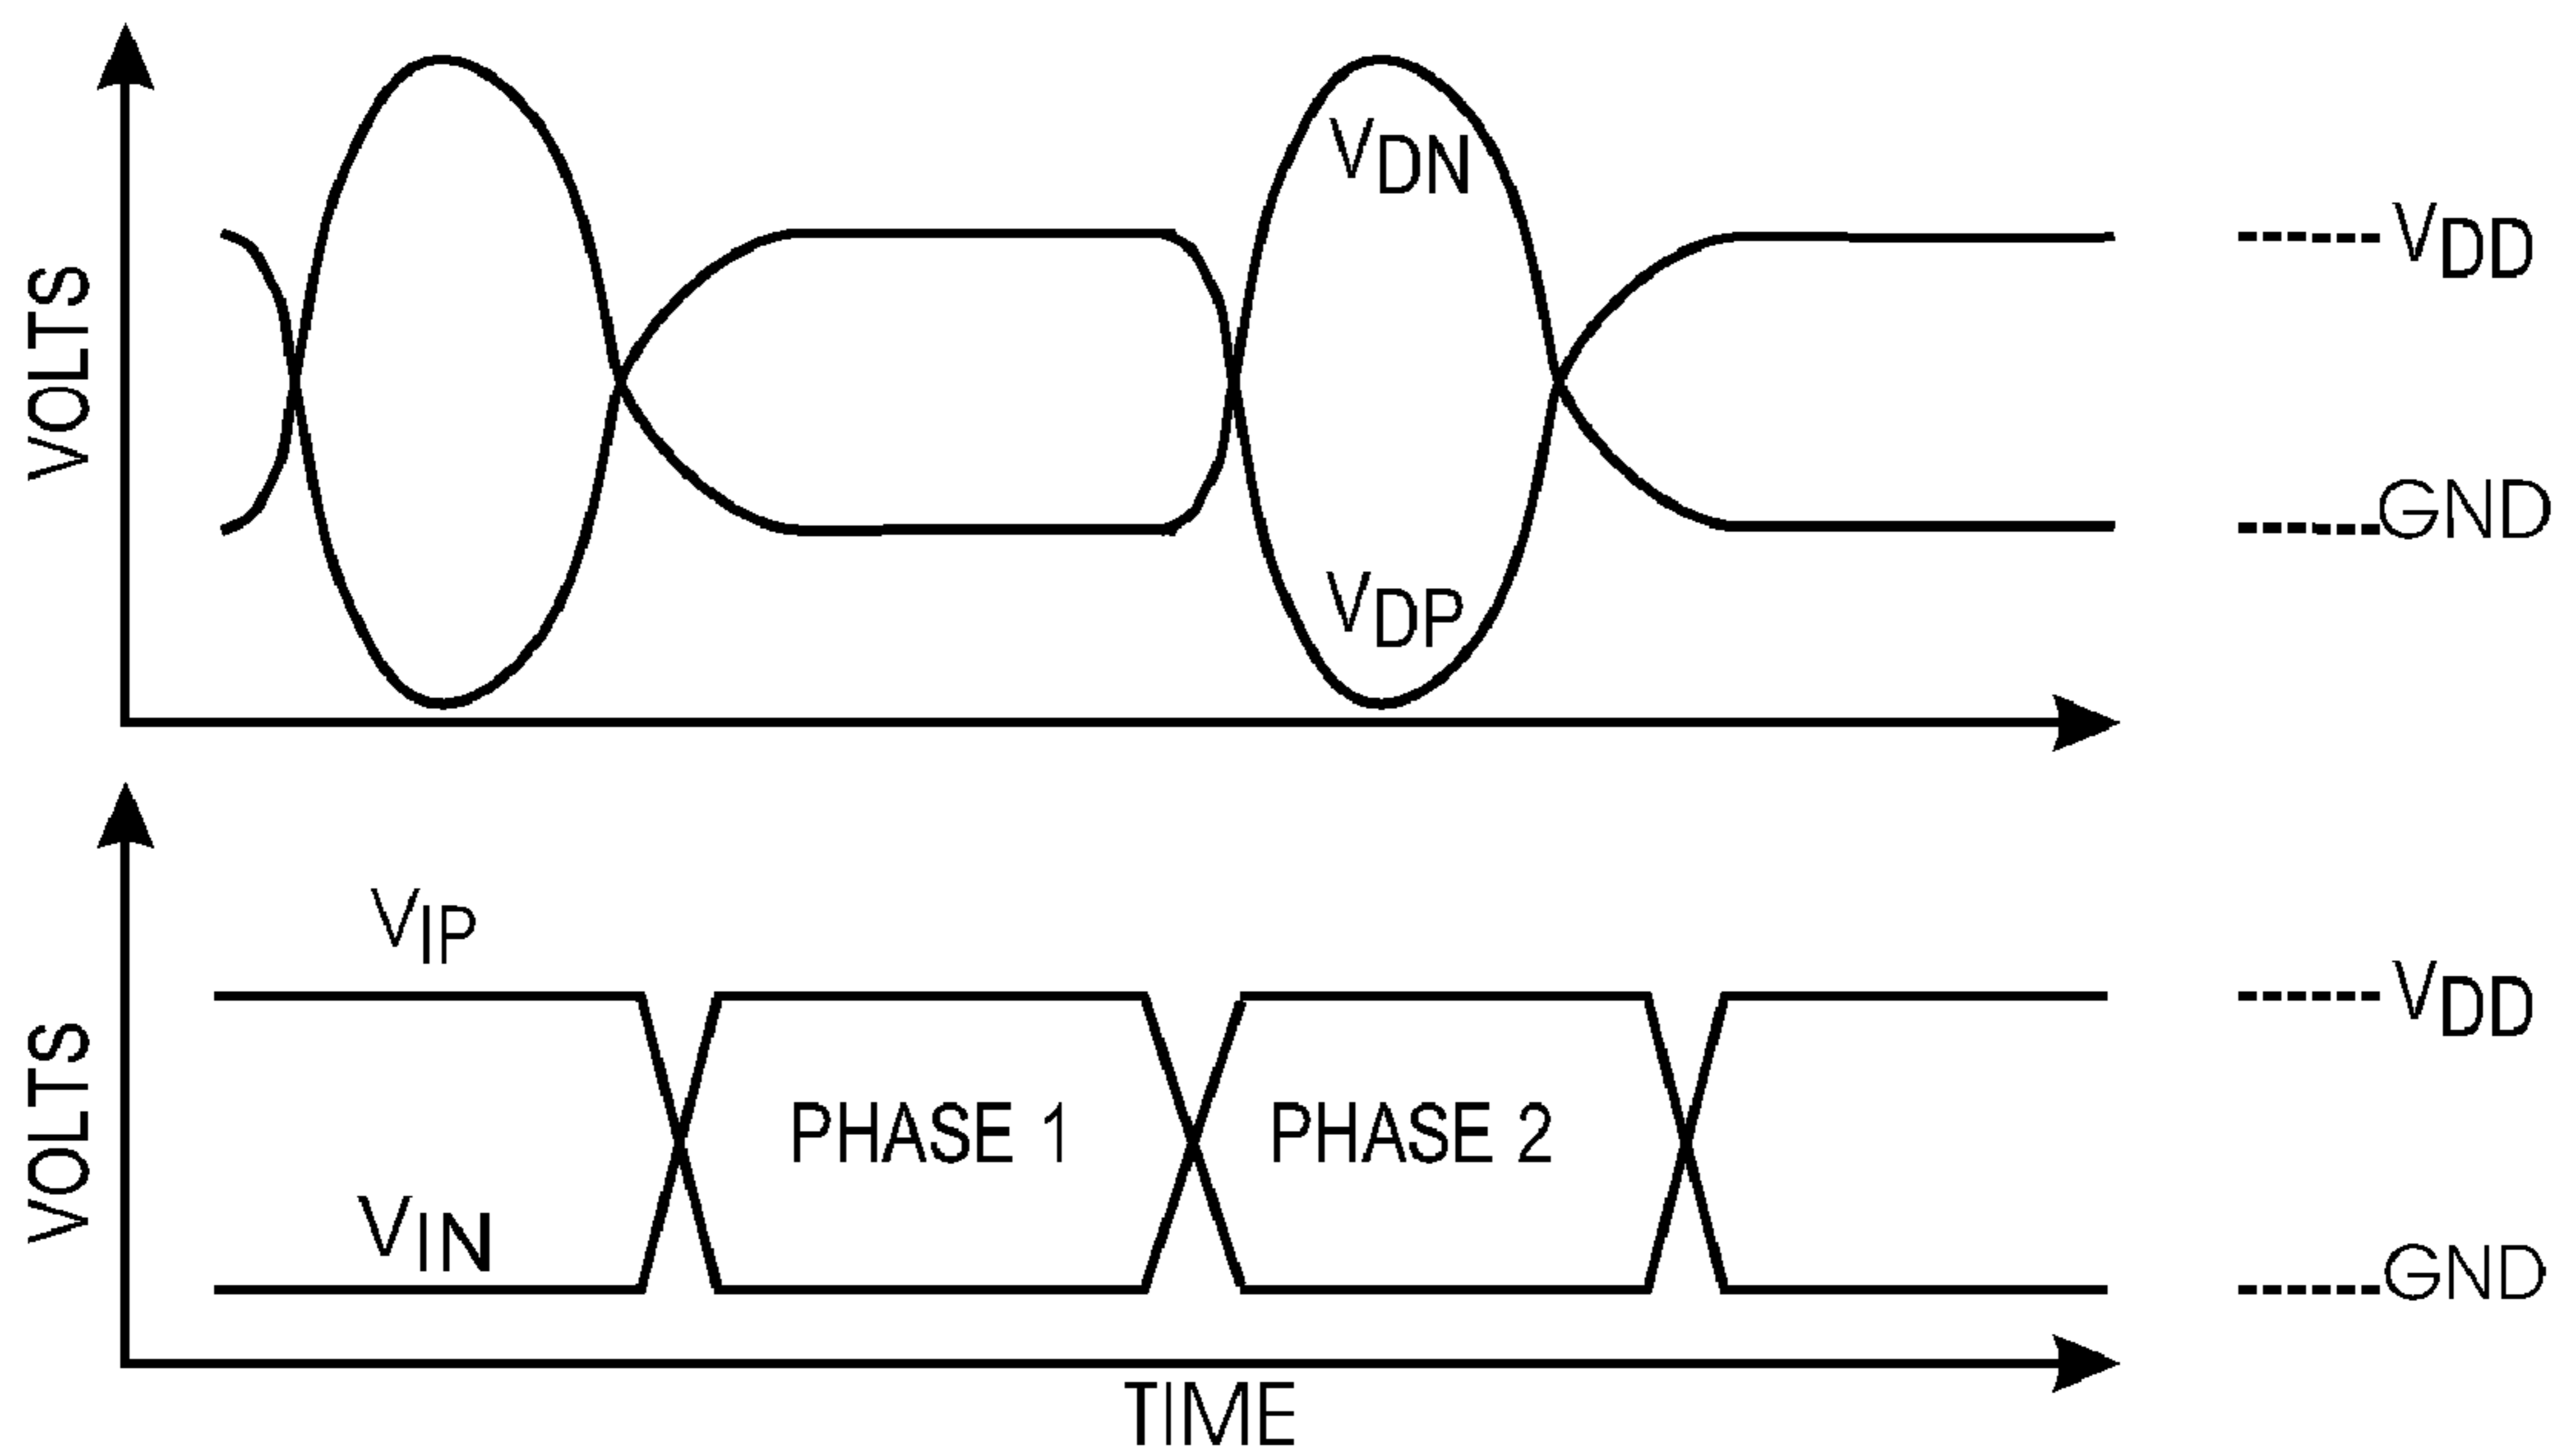 VOLTS
VDN
VDP
VDD
GND
VOLTS
VIP
VIN
PHASE 1
PHASE 2
VDD
GND
TIME